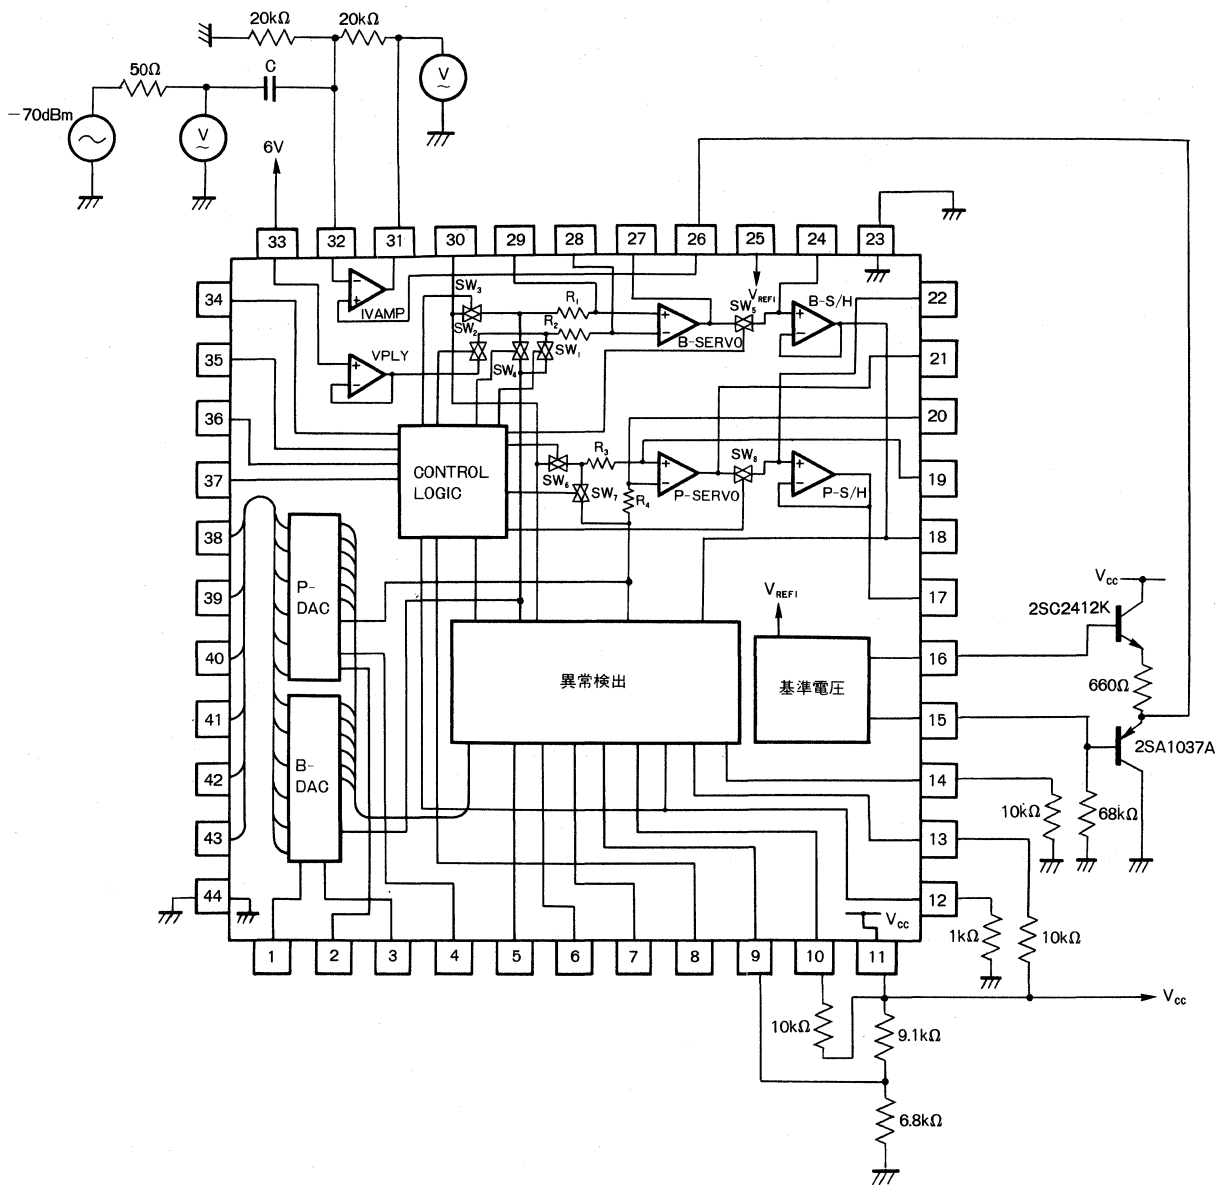 20kΩ 20kΩ
50Ω C
V
~
−70dBm
V
~
6V
33 32 31 30 29 28 27 26 25 24 23
34
35
36
37
38
39
40
41
42
43
44
22
21
20
19
18
17
16
15
14
13
12
1 2 3 4 5 6 7 8 9 10 11
− +
IVAMP
+ −
VPLY
SW3
SW2
SW4
SW1
R1
R2
+ −
B-SERVO
VREF1
SW5
B-S/H
+ −
CONTROL
LOGIC
SW6
SW7
R3
R4
+ −
P-SERVO
SW8
+ −
P-S/H
P-
DAC
B-
DAC
異常検出
VREF1
基準電圧
Vcc
2SC2412K
660Ω
2SA1037A
10kΩ
68kΩ
Vcc
1kΩ
10kΩ
Vcc
10kΩ
9.1kΩ
6.8kΩ